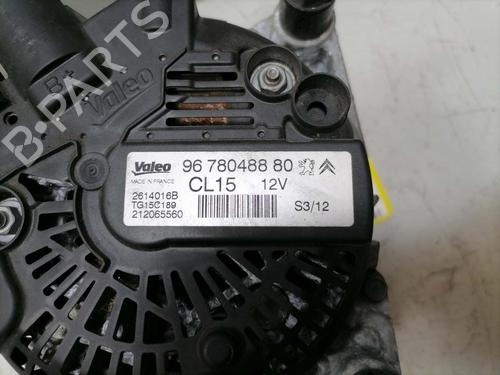 B-PARTS
B+
Valeo
Valeo
MADE IN FRANCE
96 780488 80
CL15 12V
2614016B
TG15C189
212065560
S3/12